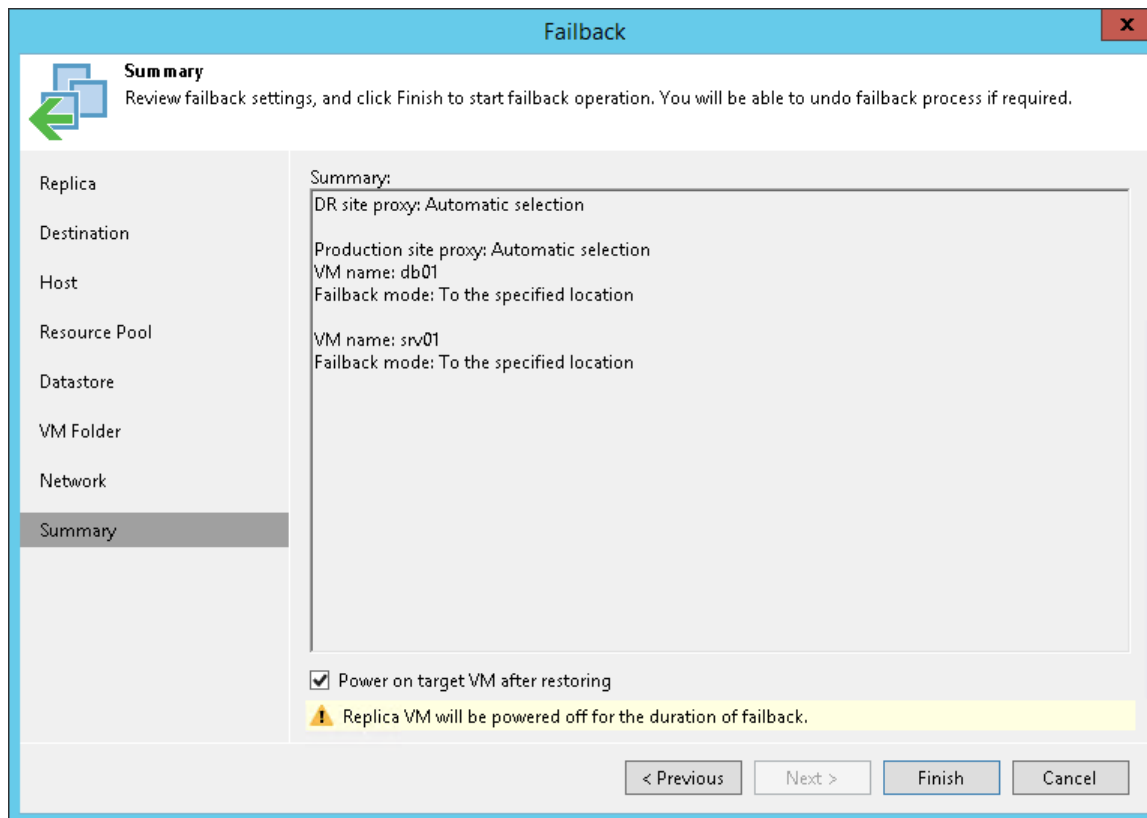 Failback
x
Summary
Review failback settings, and click Finish to start failback operation. You will be able to undo failback process if required.
Replica
Destination
Host
Resource Pool
Datastore
VM Folder
Network
Summary
Summary:
DR site proxy: Automatic selection
Production site proxy: Automatic selection
VM name: db01
Failback mode: To the specified location
VM name: srv01
Failback mode: To the specified location
Power on target VM after restoring
Replica VM will be powered off for the duration of failback.
< Previous
Next >
Finish
Cancel